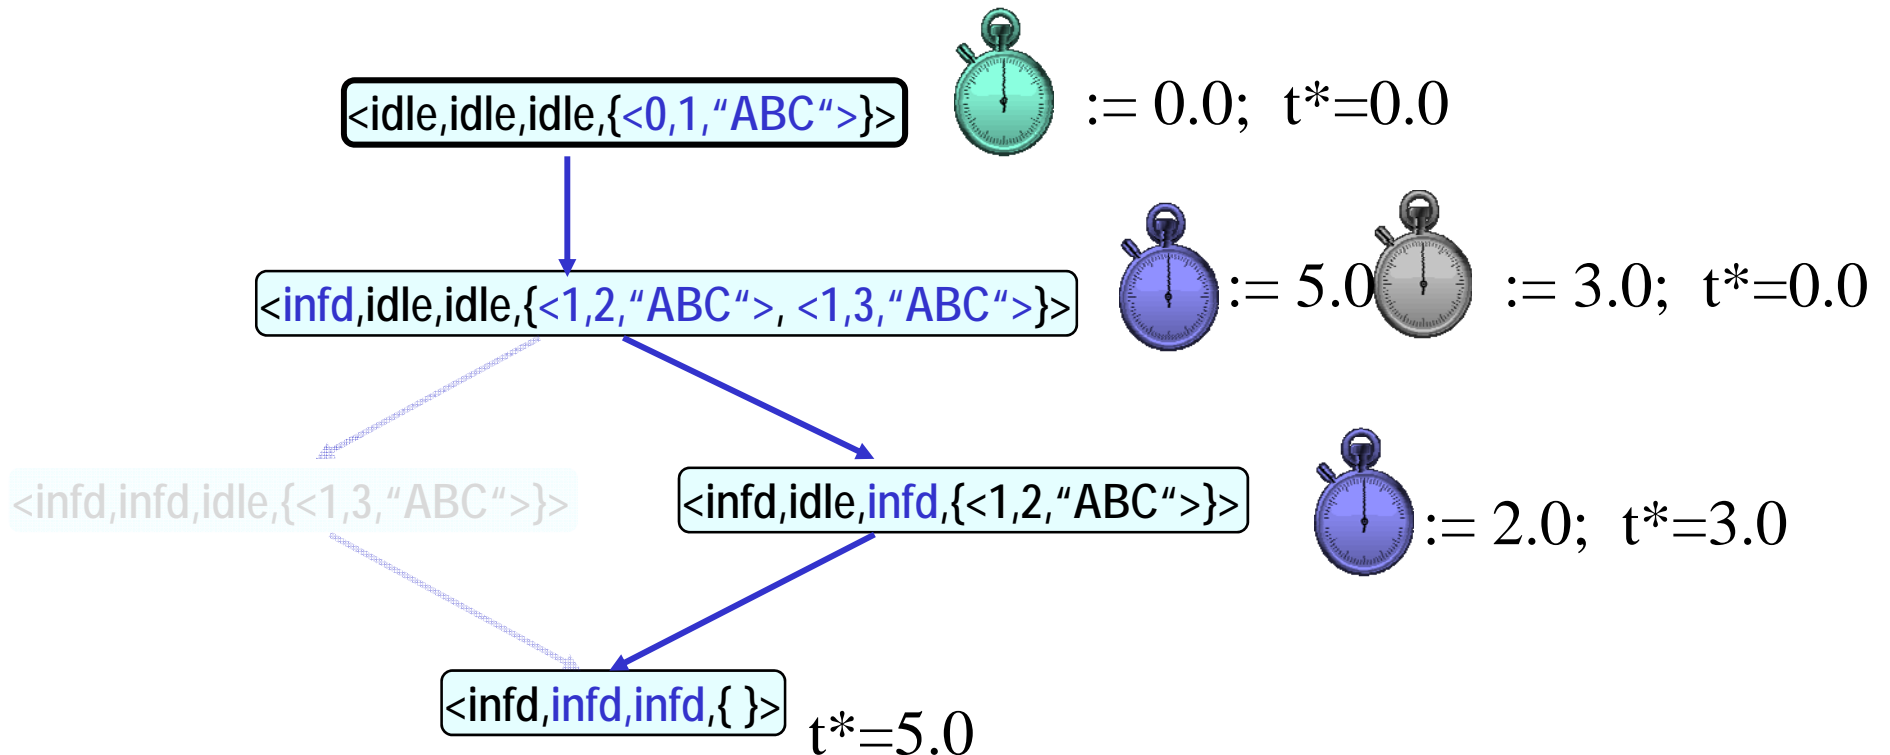 <idle,idle,idle,{<0,1,“ABC“>}> := 0.0; t*=0.0
<infd,idle,idle,{<1,2,“ABC“>, <1,3,“ABC“>}> := 5.0 := 3.0; t*=0.0
<infd,infd,idle,{<1,3,“ABC“>}> <infd,idle,infd,{<1,2,“ABC“>}> := 2.0; t*=3.0
<infd,infd,infd,{ }> t*=5.0